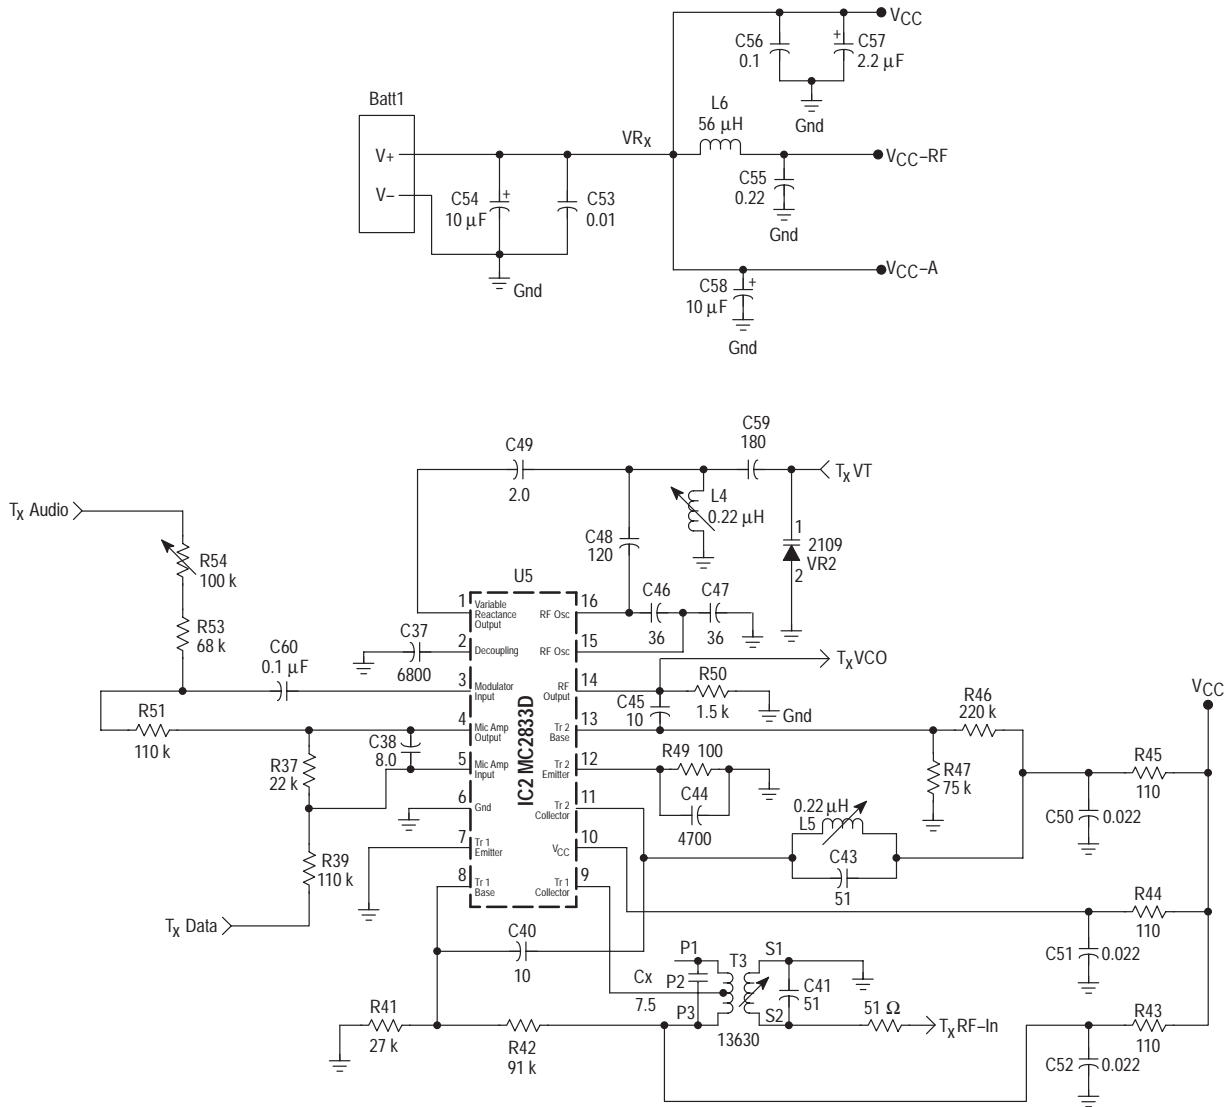 VCC
C56
0.1
+
C57
2.2 µF
Gnd
Batt1
V+
V–
VRx
L6
56 µH
VCC–RF
C54
10 µF
+
C53
0.01
C55
0.22
Gnd
Gnd
VCC–A
C58
10 µF
+
Gnd
C49
2.0
C59
180
TX VT
L4
0.22 µH
C48
120
1
2109
VR2
2
TX Audio
R54
100 k
R53
68 k
C60
0.1 µF
C37
6800
R51
110 k
R37
22 k
C38
8.0
R39
110 k
TX Data
U5
IC2 MC2833D
1
Variable
Reactance
Output
2
Decoupling
3
Modulator
Input
4
Mic Amp
Output
5
Mic Amp
Input
6
Gnd
7
Tr 1
Emitter
8
Tr 1
Base
16
RF Osc
15
RF Osc
14
RF
Output
13
Tr 2
Base
12
Tr 2
Emitter
11
Tr 2
Collector
10
VCC
9
Tr 1
Collector
C46
36
C47
36
TXVCO
C45
10
R50
1.5 k
Gnd
R49 100
C44
4700
R46
220 k
R47
75 k
VCC
R45
110
C50
0.022
0.22 µH
L5
C43
51
R44
110
C51
0.022
C40
10
R41
27 k
R42
91 k
P1
P2
P3
Cx
7.5
T3
13630
S1
S2
C41
51
51 Ω
TXRF–In
R43
110
C52
0.022